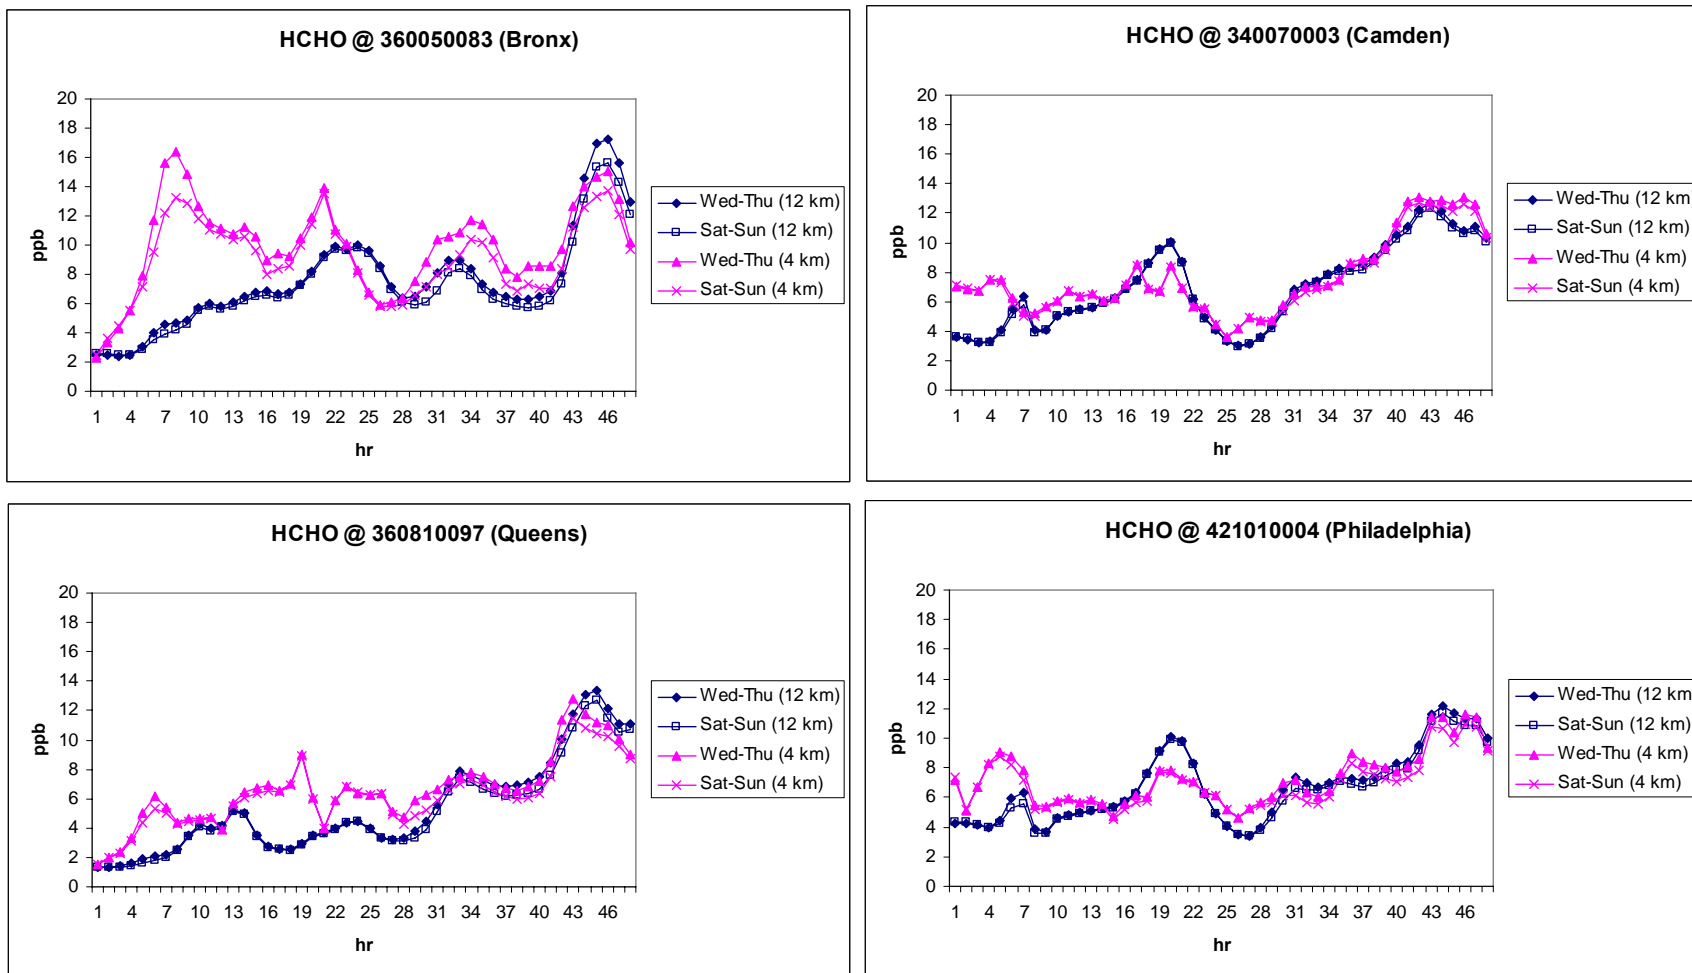 HCHO @ 360050083 (Bronx)
20
18
16
14
12
10
8
6
4
2
0
ppb
1 4 7 10 13 16 19 22 25 28 31 34 37 40 43 46
hr
Wed-Thu (12 km)
Sat-Sun (12 km)
Wed-Thu (4 km)
Sat-Sun (4 km)
HCHO @ 340070003 (Camden)
20
18
16
14
12
10
8
6
4
2
0
ppb
1 4 7 10 13 16 19 22 25 28 31 34 37 40 43 46
hr
Wed-Thu (12 km)
Sat-Sun (12 km)
Wed-Thu (4 km)
Sat-Sun (4 km)
HCHO @ 360810097 (Queens)
20
18
16
14
12
10
8
6
4
2
0
ppb
1 4 7 10 13 16 19 22 25 28 31 34 37 40 43 46
hr
Wed-Thu (12 km)
Sat-Sun (12 km)
Wed-Thu (4 km)
Sat-Sun (4 km)
HCHO @ 421010004 (Philadelphia)
20
18
16
14
12
10
8
6
4
2
0
ppb
1 4 7 10 13 16 19 22 25 28 31 34 37 40 43 46
hr
Wed-Thu (12 km
Sat-Sun (12 km)
Wed-Thu (4 km)
Sat-Sun (4 km)